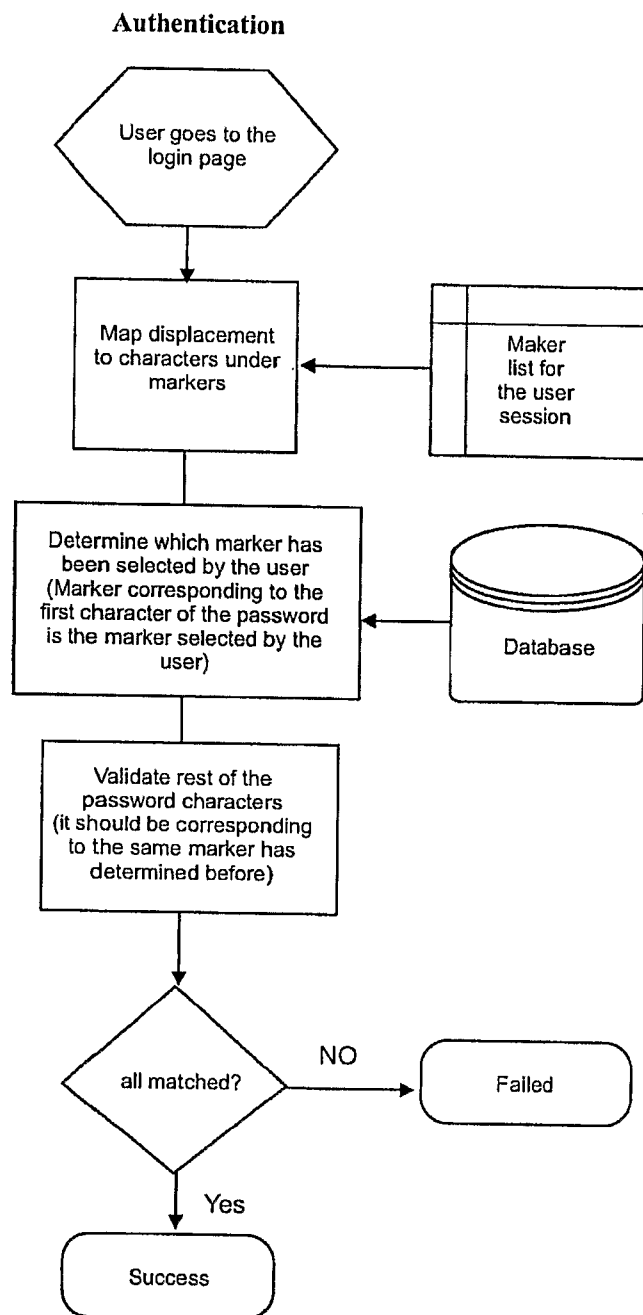 Authentication
User goes to the
login page
Map displacement
to characters under
markers
Maker
list for
the user
session
Determine which marker has
been selected by the user
(Marker corresponding to the
first character of the password
is the marker selected by the
user)
Database
Validate rest of the
password characters
(it should be corresponding
to the same marker has
determined before)
all matched?
NO
Failed
Yes
Success